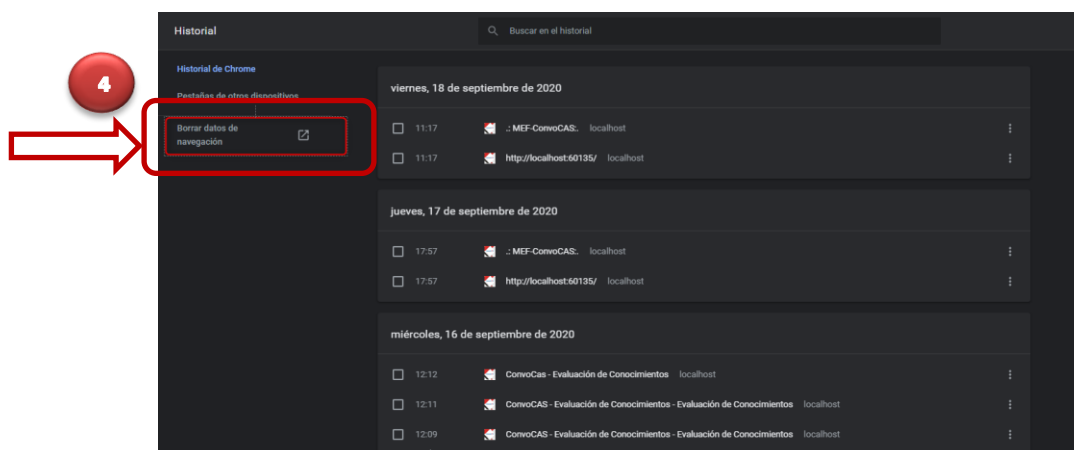 Historial
Buscar en el historial
4
Historial de Chrome
Pestañas de otros dispositivos
Borrar datos de
navegación
viernes, 18 de septiembre de 2020
11:17 .: MEF-ConvoCAS:. localhost
11:17 http://localhost:60135/ localhost
jueves, 17 de septiembre de 2020
17:57 .: MEF-ConvoCAS:. localhost
17:57 http://localhost:60135/ localhost
miércoles, 16 de septiembre de 2020
12:12 ConvoCas - Evaluación de Conocimientos localhost
12:11 ConvoCAS - Evaluación de Conocimientos - Evaluación de Conocimientos localhost
12:09 ConvoCAS - Evaluación de Conocimientos - Evaluación de Conocimientos localhost